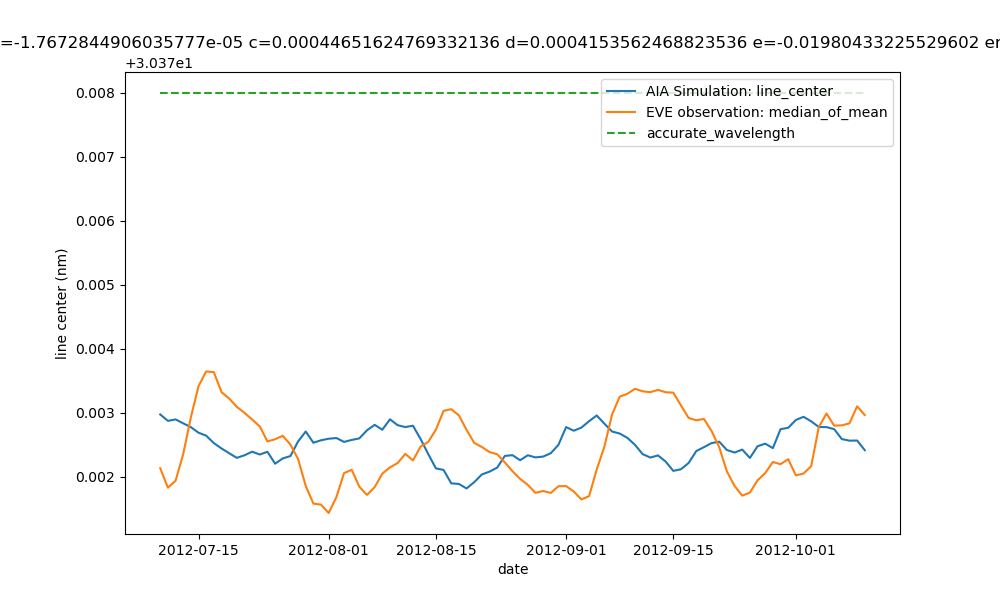 =-1.7672844906035777e-05 c=0.00044651624769332136 d=0.0004153562468823536 e=-0.01980433225529602 er
+3.037e1
0.008
0.007
0.006
0.005
0.004
0.003
0.002
line center (nm)
AIA Simulation: line_center
EVE observation: median_of_mean
accurate_wavelength
2012-07-15 2012-08-01 2012-08-15 2012-09-01 2012-09-15 2012-10-01
date